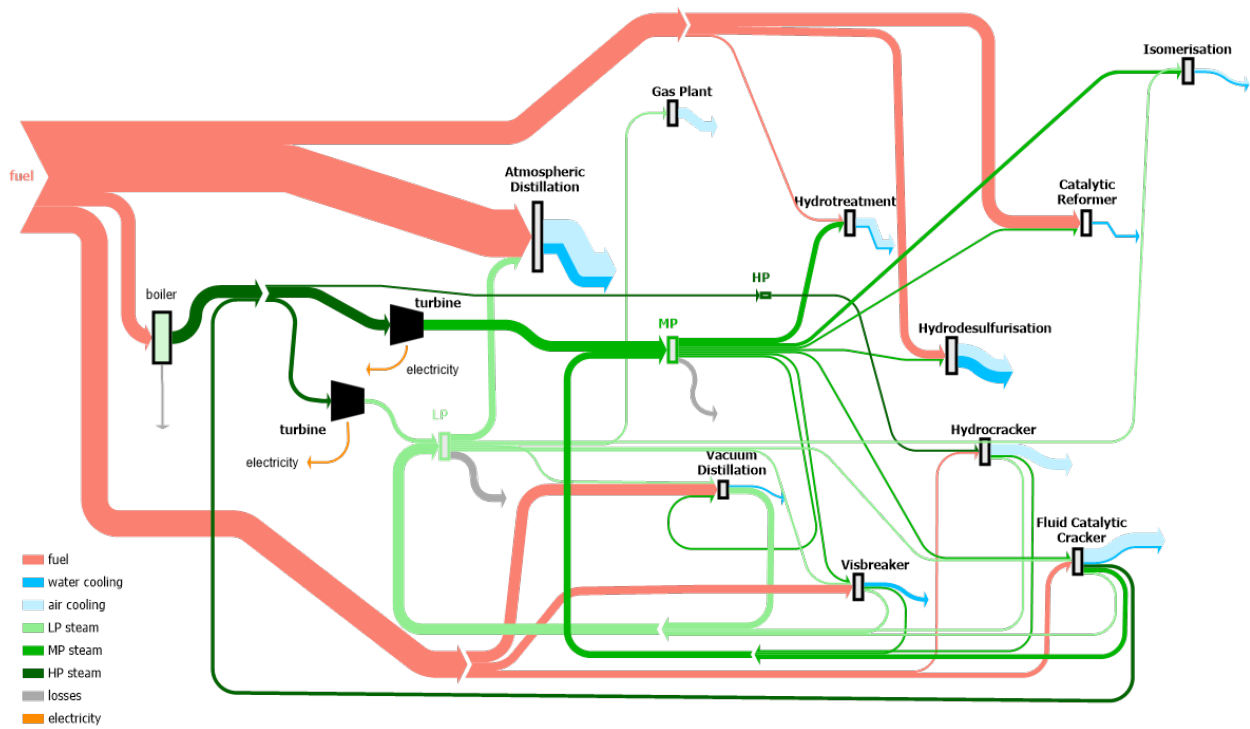 Isomerisation
Gas Plant
fuel
Atmospheric
Distillation
Hydrotreatment
Catalytic
Reformer
boiler
turbine
HP
MP
Hydrodesulfurisation
electricity
turbine
LP
electricity
Vacuum
Distillation
Hydrocracker
Fluid Catalytic
Cracker
Visbreaker
fuel
water cooling
air cooling
LP steam
MP steam
HP steam
losses
electricity